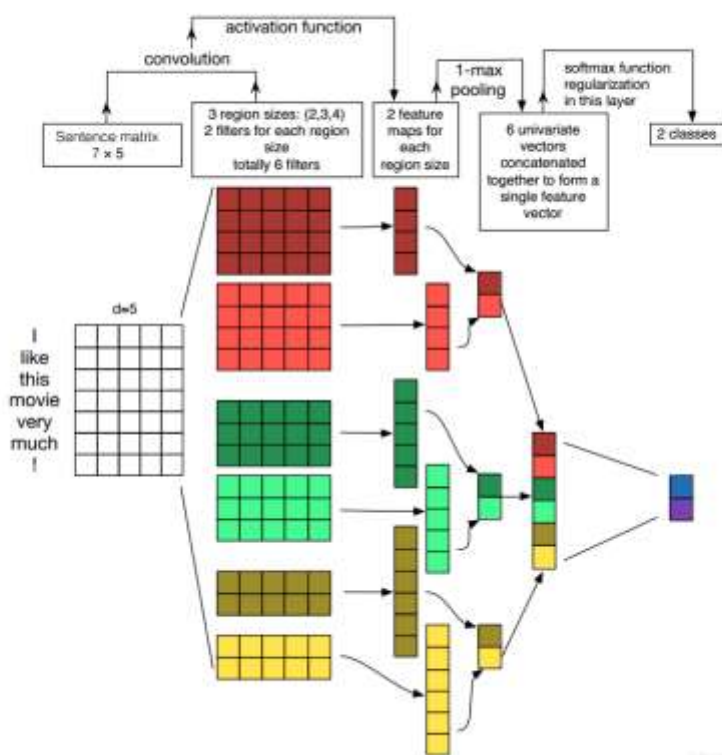 activation function
convolution
1-max
pooling
softmax function
regularization
in this layer
Sentence matrix
7 × 5
3 region sizes: (2,3,4)
2 filters for each region
size
totally 6 filters
2 feature
maps for
each
region size
6 univariate
vectors
concatenated
together to form a
single feature
vector
2 classes
d=5
I
like
this
movie
very
much
!